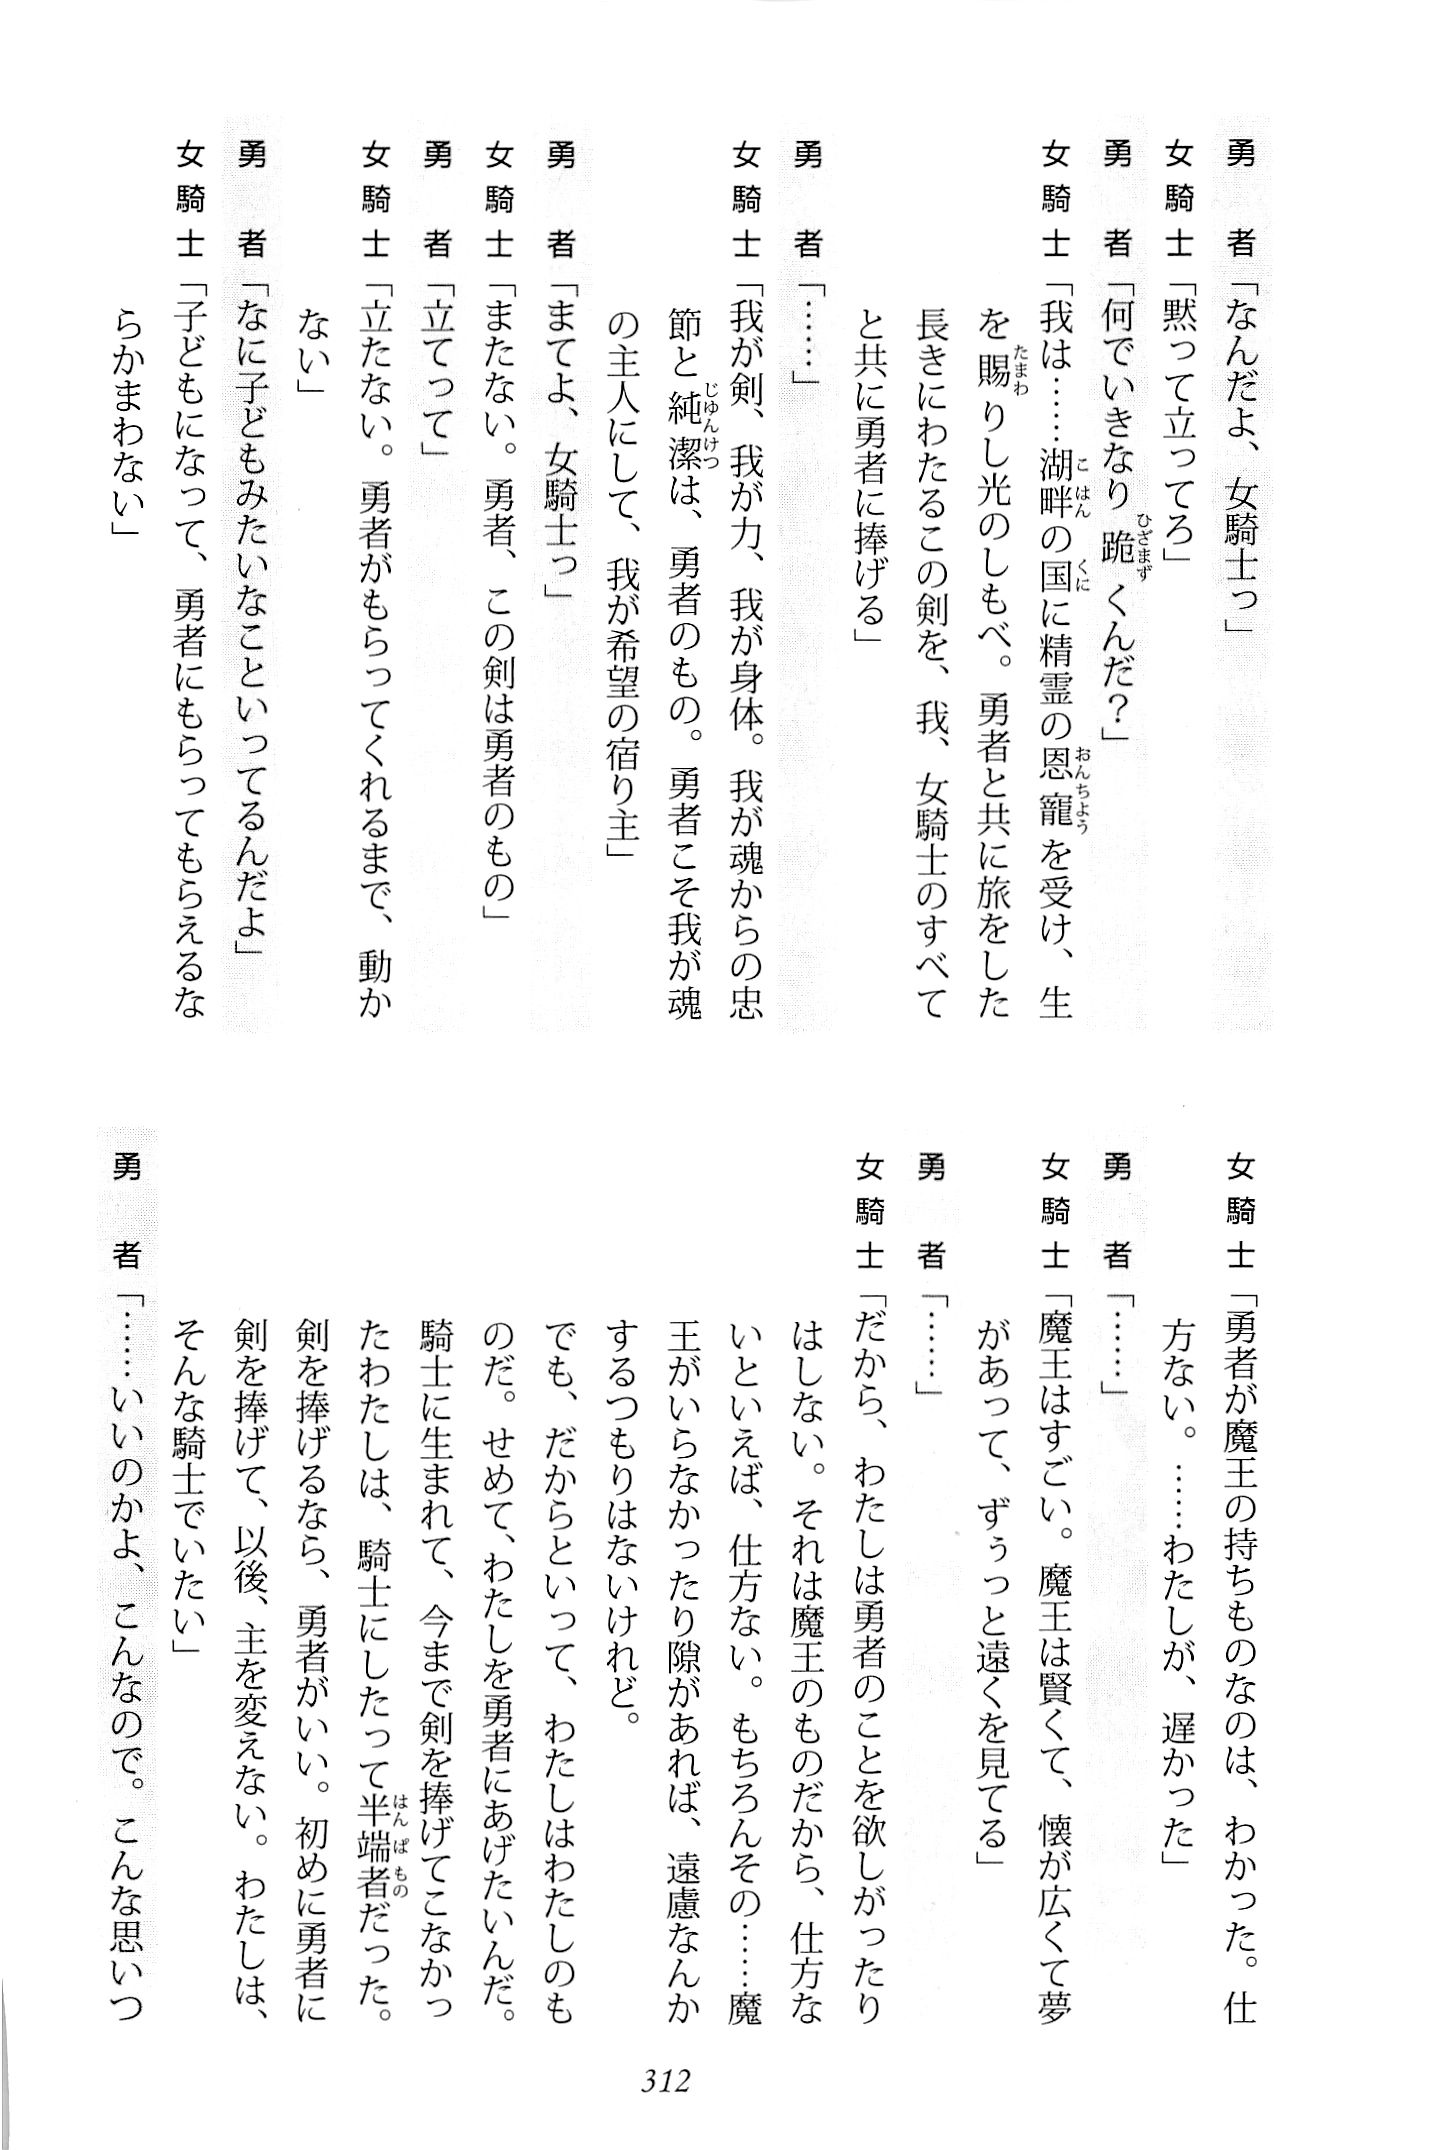 勇　者「なんだよ、女騎士っ」
女騎士「黙って立ってろ」
勇　者「何でいきなり跪くんだ？」
女騎士「我は……湖畔の国に精霊の恩寵を受け、生
を賜りし光のしもべ。勇者と共に旅をした
長きにわたるこの剣を、我、女騎士のすべて
と共に勇者に捧げる」
勇　者「……」
女騎士「我が剣、我が力、我が身体。我が魂からの忠
節と純潔は、勇者のもの。勇者こそ我が魂
の主人にして、我が希望の宿り主」
勇　者「まてよ、女騎士っ」
女騎士「またない。勇者、この剣は勇者のもの」
勇　者「立てって」
女騎士「立たない。勇者がもらってくれるまで、動か
ない」
勇　者「なに子どもみたいなこといってるんだよ」
女騎士「子どもになって、勇者にもらってもらえるな
らかまわない」
女騎士「勇者が魔王の持ちものなのは、わかった。仕
方ない。……わたしが、遅かった」
勇　者「……」
女騎士「魔王はすごい。魔王は賢くて、懐が広くて夢
があって、ずぅっと遠くを見てる」
勇　者「……」
女騎士「だから、わたしは勇者のことを欲しがったり
はしない。それは魔王のものだから、仕方な
いといえば、仕方ない。もちろんその……魔
王がいらなかったり隙があれば、遠慮なんか
するつもりはないけれど。
でも、だからといって、わたしはわたしのも
のだ。せめて、わたしを勇者にあげたいんだ。
騎士に生まれて、今まで剣を捧げてこなかっ
たわたしは、騎士にしたって半端者だった。
剣を捧げるなら、勇者がいい。初めに勇者に
剣を捧げて、以後、主を変えない。わたしは、
そんな騎士でいたい」
勇　者「……いいのかよ、こんなので。こんな思いつ
312